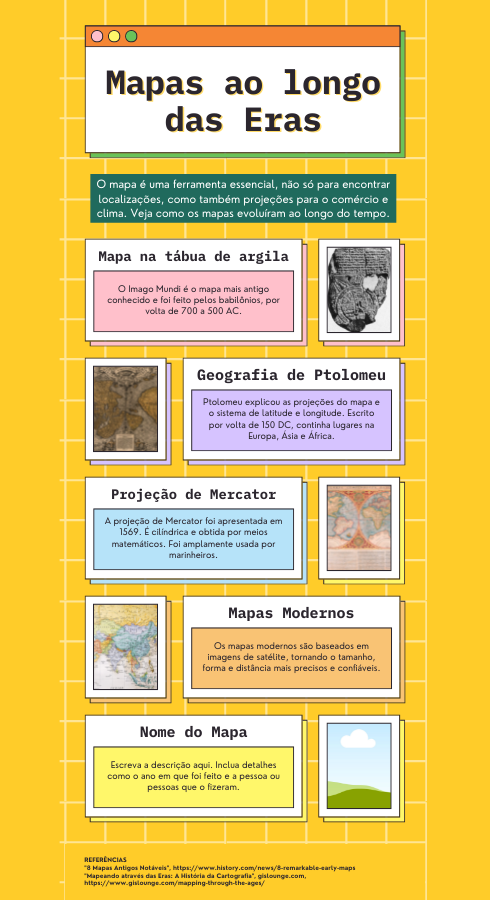 Mapas ao longo
das Eras
O mapa é uma ferramenta essencial, não só para encontrar
localizações, como também projeções para o comércio e
clima. Veja como os mapas evoluíram ao longo do tempo.
Mapa na tábua de argila
O Imago Mundi é o mapa mais antigo
conhecido e foi feito pelos babilônios, por
volta de 700 a 500 AC.
Geografia de Ptolomeu
Ptolomeu explicou as projeções do mapa e
o sistema de latitude e longitude. Escrito
por volta de 150 DC, continha lugares na
Europa, Ásia e África.
Projeção de Mercator
A projeção de Mercator foi apresentada em
1569. É cilíndrica e obtida por meios
matemáticos. Foi amplamente usada por
marinheiros.
Mapas Modernos
Os mapas modernos são baseados em
imagens de satélite, tornando o tamanho,
forma e distância mais precisos e confiáveis.
Nome do Mapa
Escreva a descrição aqui. Inclua detalhes
como o ano em que foi feito e a pessoa ou
pessoas que o fizeram.
REFERÊNCIAS
"8 Mapas Antigos Notáveis", https://www.history.com/news/8-remarkable-early-maps
"Mapeando através das Eras: A História da Cartografia", gislounge.com,
https://www.gislounge.com/mapping-through-the-ages/